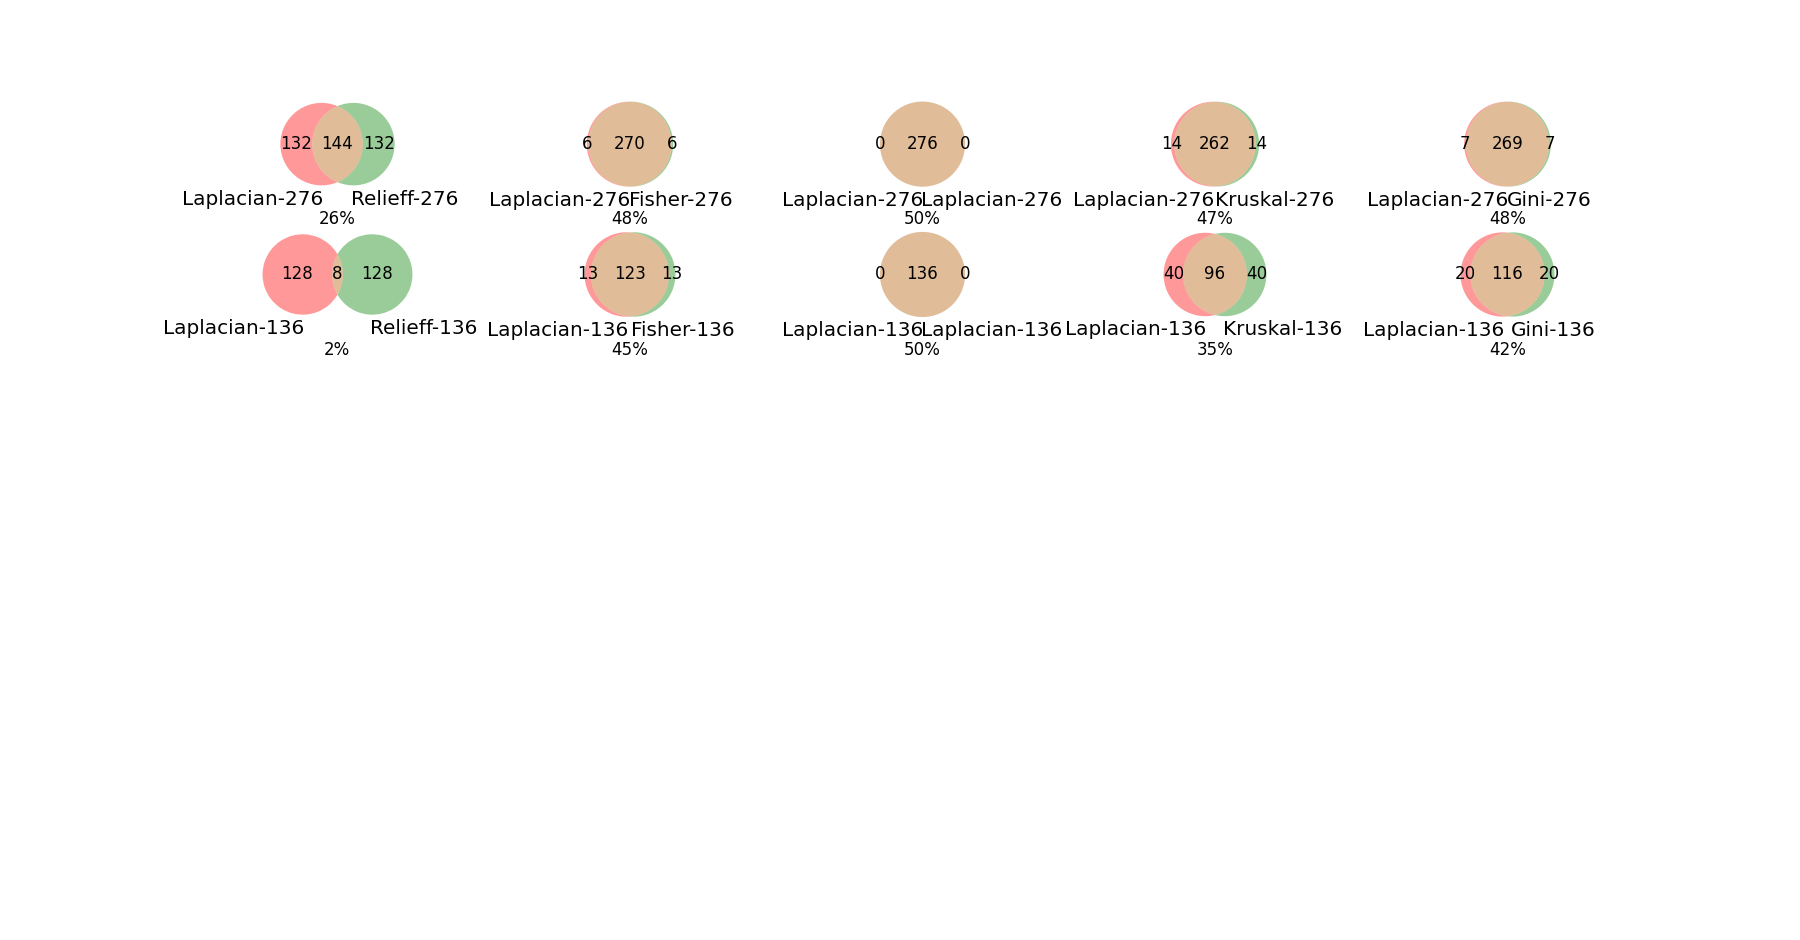 132 144 132 6 270 6 0 276 0 14 262 14 7 269 7
Laplacian-276 Relieff-276 Laplacian-276 Fisher-276 Laplacian-276 Laplacian-276 Laplacian-276 Kruskal-276 Laplacian-276 Gini-276
26% 48% 50% 47% 48%
128 8 128 13 123 13 0 136 0 40 96 40 20 116 20
Laplacian-136 Relieff-136 Laplacian-136 Fisher-136 Laplacian-136 Laplacian-136 Laplacian-136 Kruskal-136 Laplacian-136 Gini-136
2% 45% 50% 35% 42%